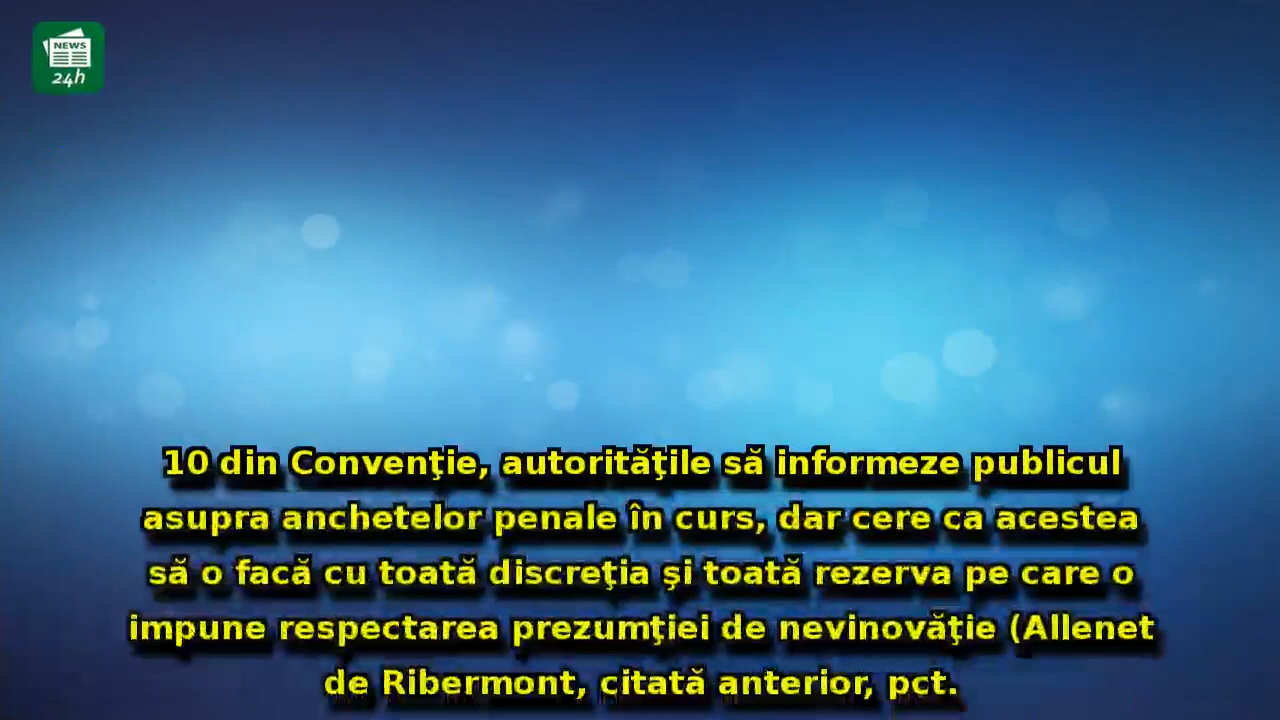 NEWS
24h
10 din Convenţie, autorităţile să informeze publicul
asupra anchetelor penale în curs, dar cere ca acestea
să o facă cu toată discreţia şi toată rezerva pe care o
impune respectarea prezumţiei de nevinovăţie (Allenet
de Ribermont, citată anterior, pct.